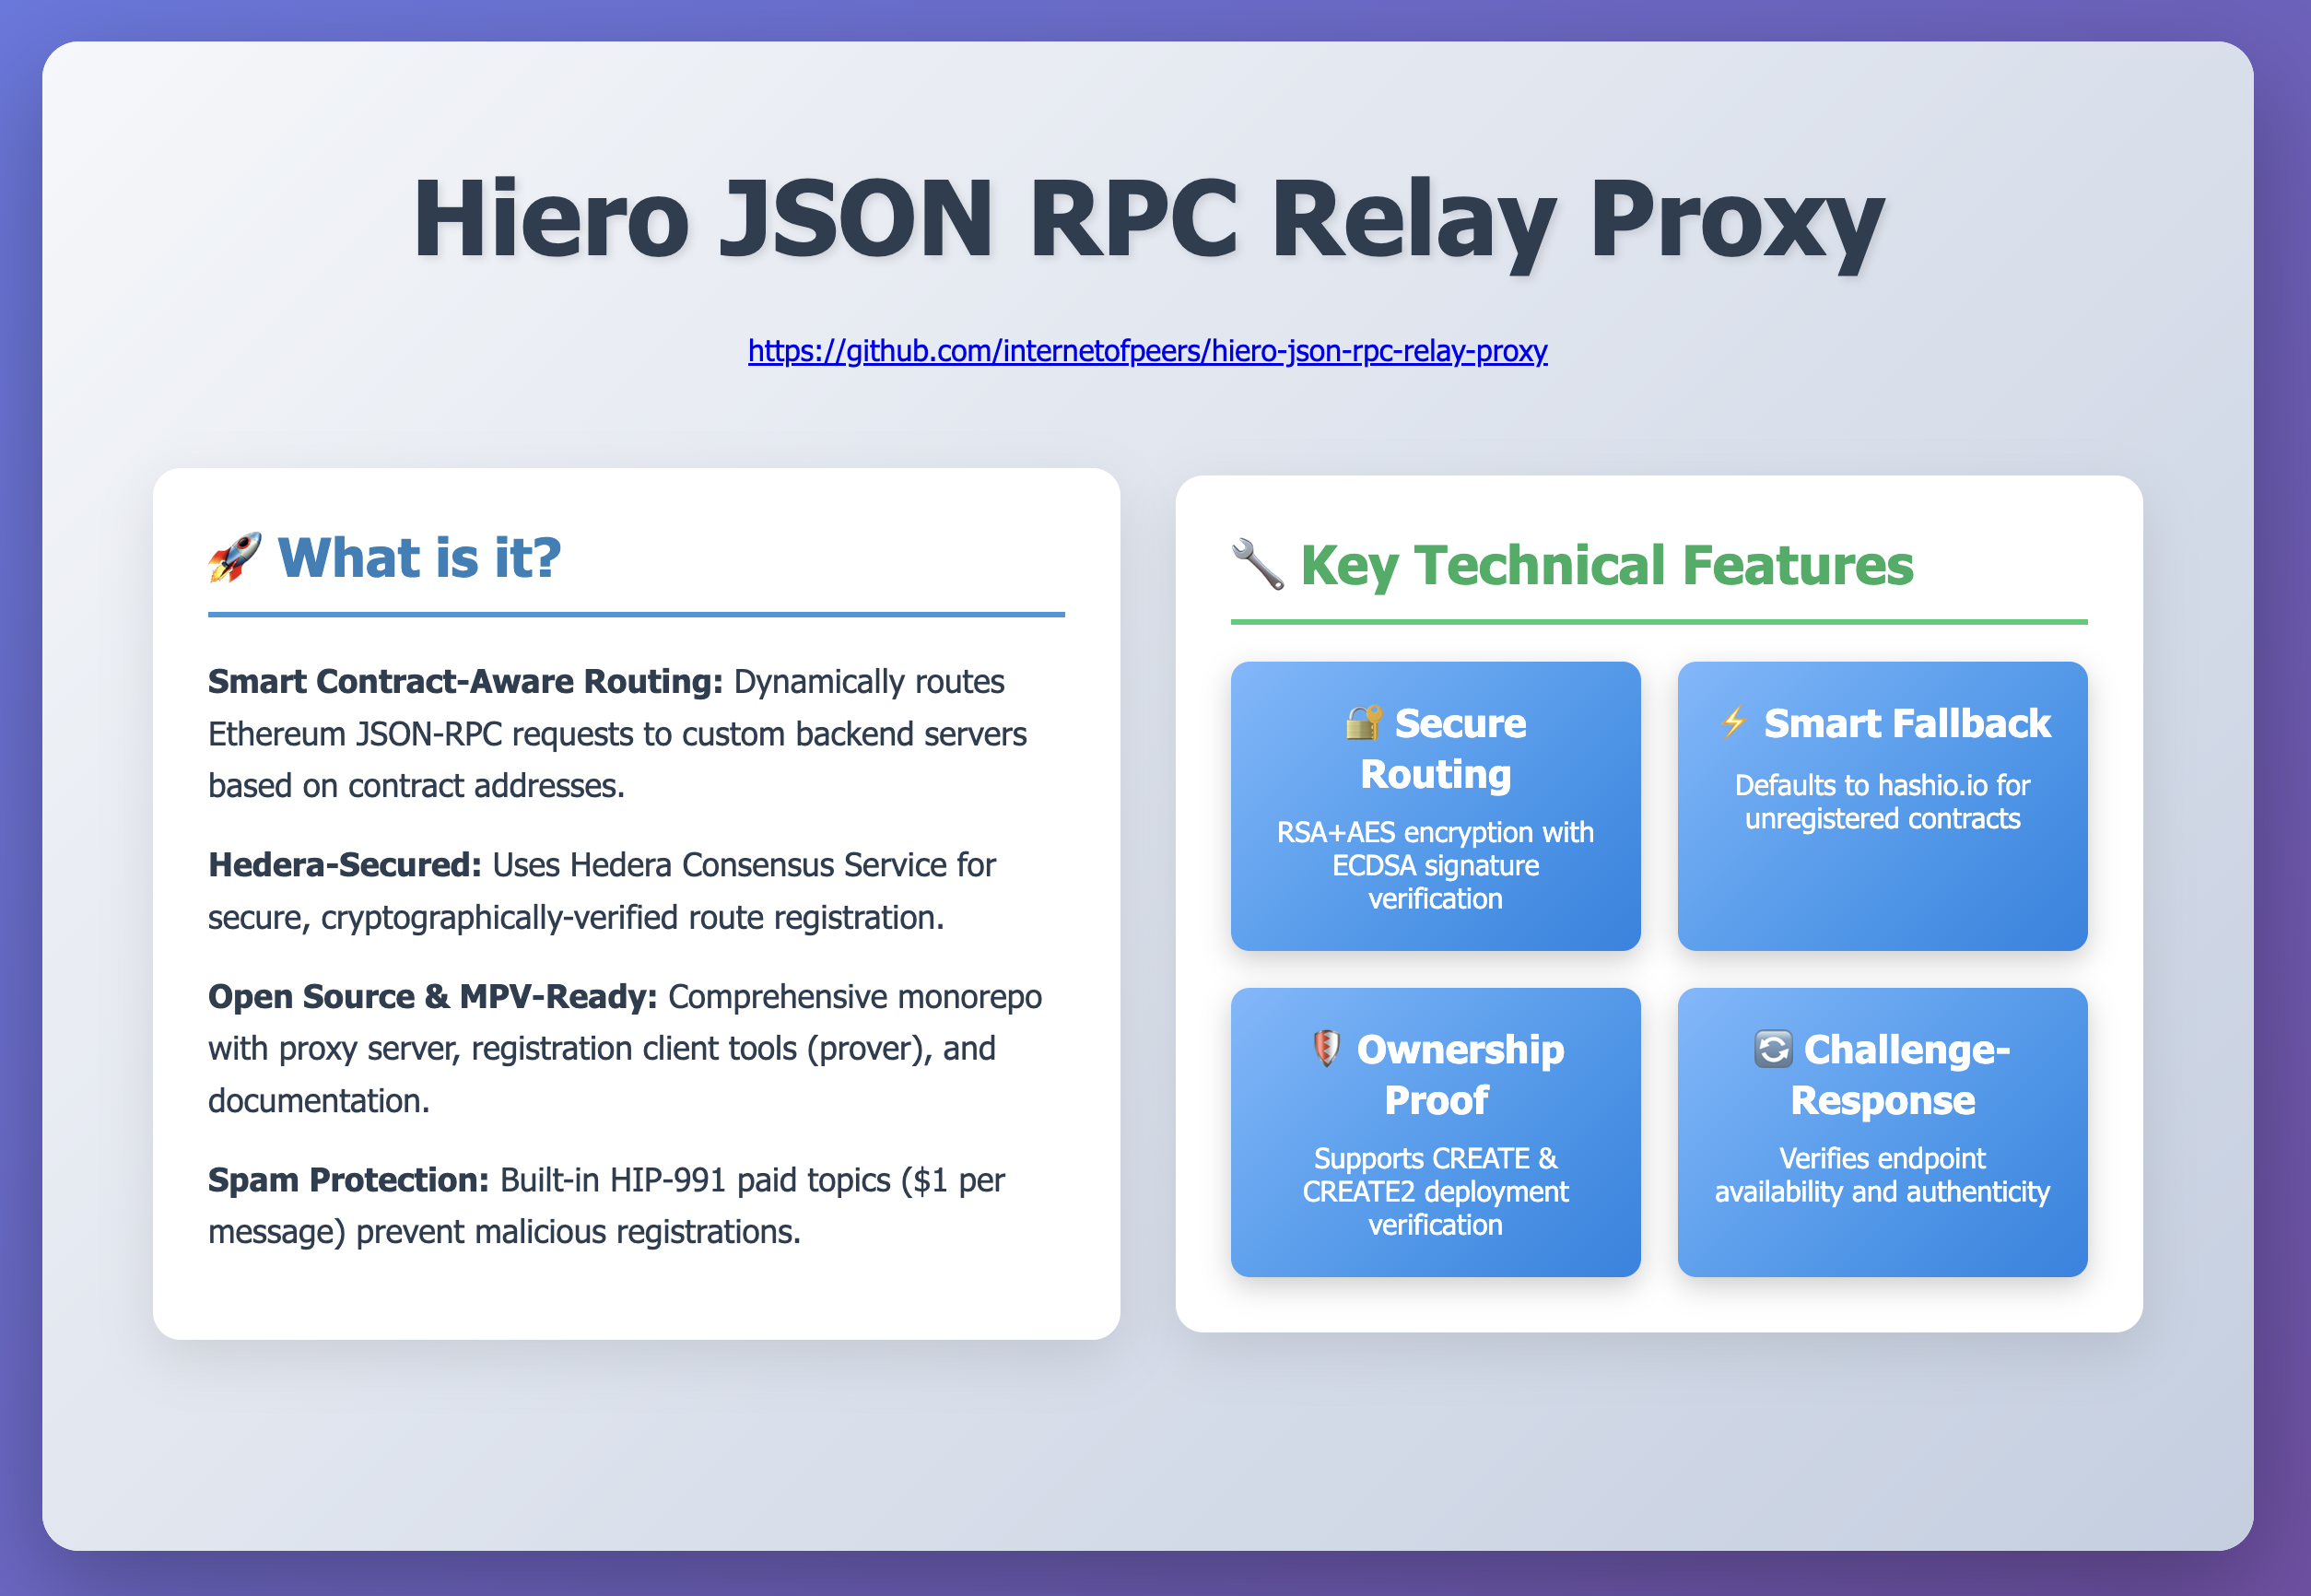 Hiero JSON RPC Relay Proxy
https://github.com/internetofpeers/hiero-json-rpc-relay-proxy
🚀 What is it?
Smart Contract-Aware Routing: Dynamically routes
Ethereum JSON-RPC requests to custom backend servers
based on contract addresses.
Hedera-Secured: Uses Hedera Consensus Service for
secure, cryptographically-verified route registration.
Open Source & MPV-Ready: Comprehensive monorepo
with proxy server, registration client tools (prover), and
documentation.
Spam Protection: Built-in HIP-991 paid topics ($1 per
message) prevent malicious registrations.
🔧 Key Technical Features
🔐 Secure
Routing
RSA+AES encryption with
ECDSA signature
verification
⚡ Smart Fallback
Defaults to hashio.io for
unregistered contracts
🛡️ Ownership
Proof
Supports CREATE &
CREATE2 deployment
verification
🔄 Challenge-
Response
Verifies endpoint
availability and authenticity